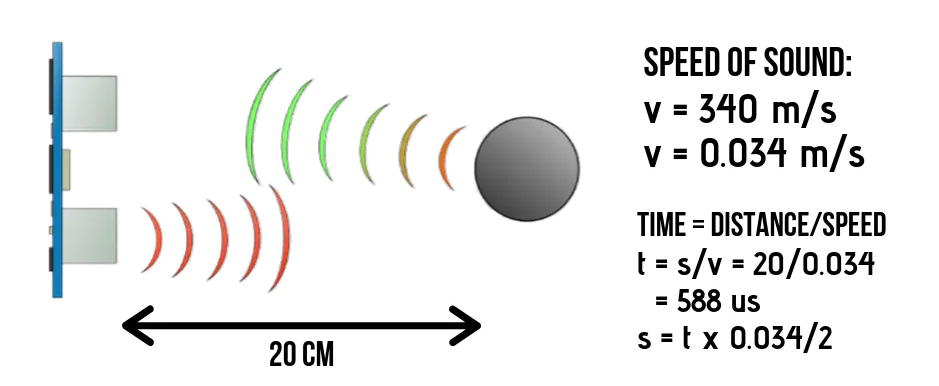 SPEED OF SOUND:
v = 340 m/s
v = 0.034 m/s
TIME = DISTANCE/SPEED
t = s/v = 20/0.034
= 588 us
s = t x 0.034/2
20 CM